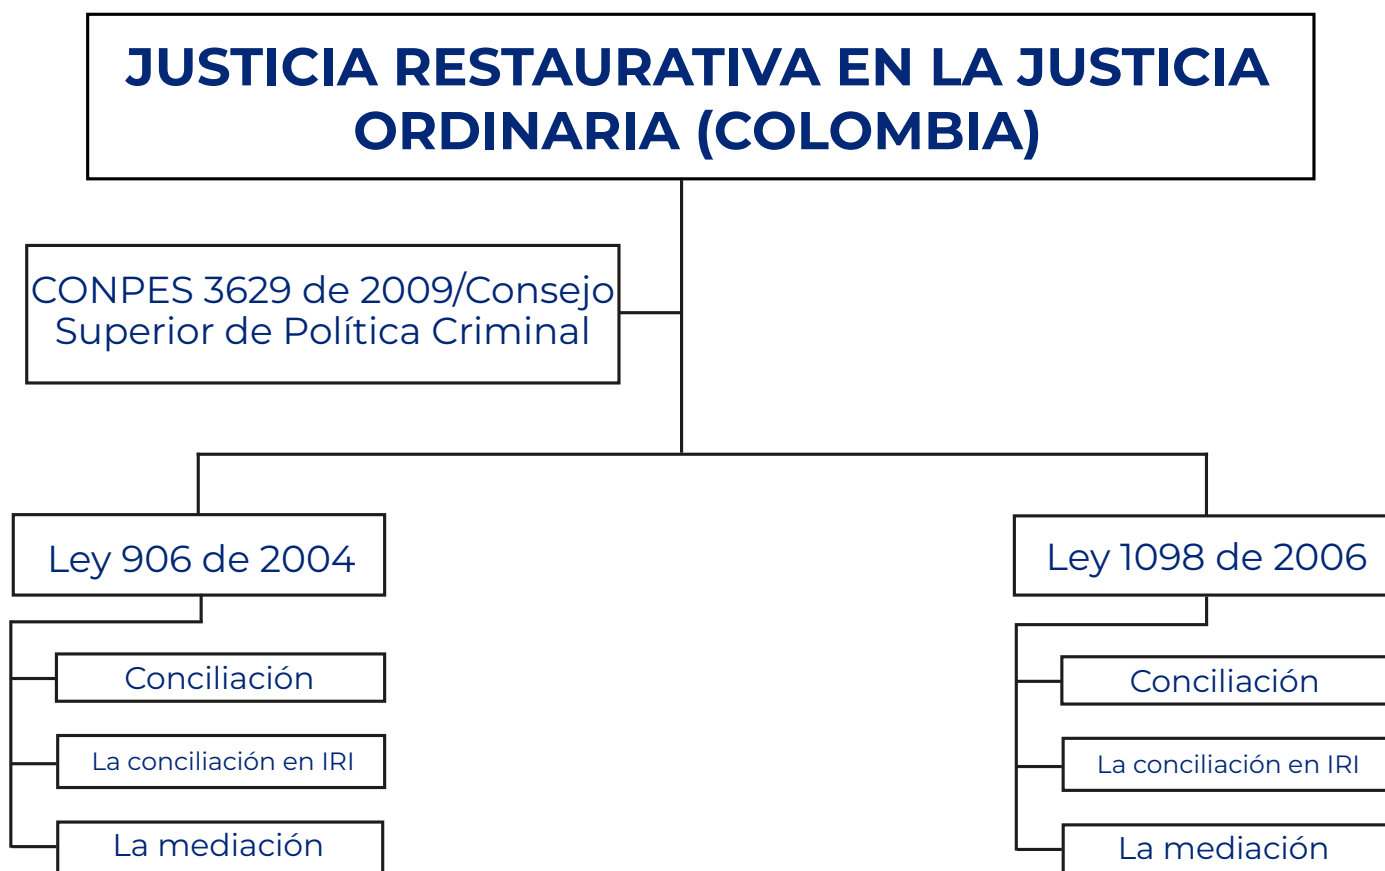 JUSTICIA RESTAURATIVA EN LA JUSTICIA
ORDINARIA (COLOMBIA)
CONPES 3629 de 2009/Consejo
Superior de Política Criminal
Ley 906 de 2004
Conciliación
La conciliación en IRI
La mediación
Ley 1098 de 2006
Conciliación
La conciliación en IRI
La mediación